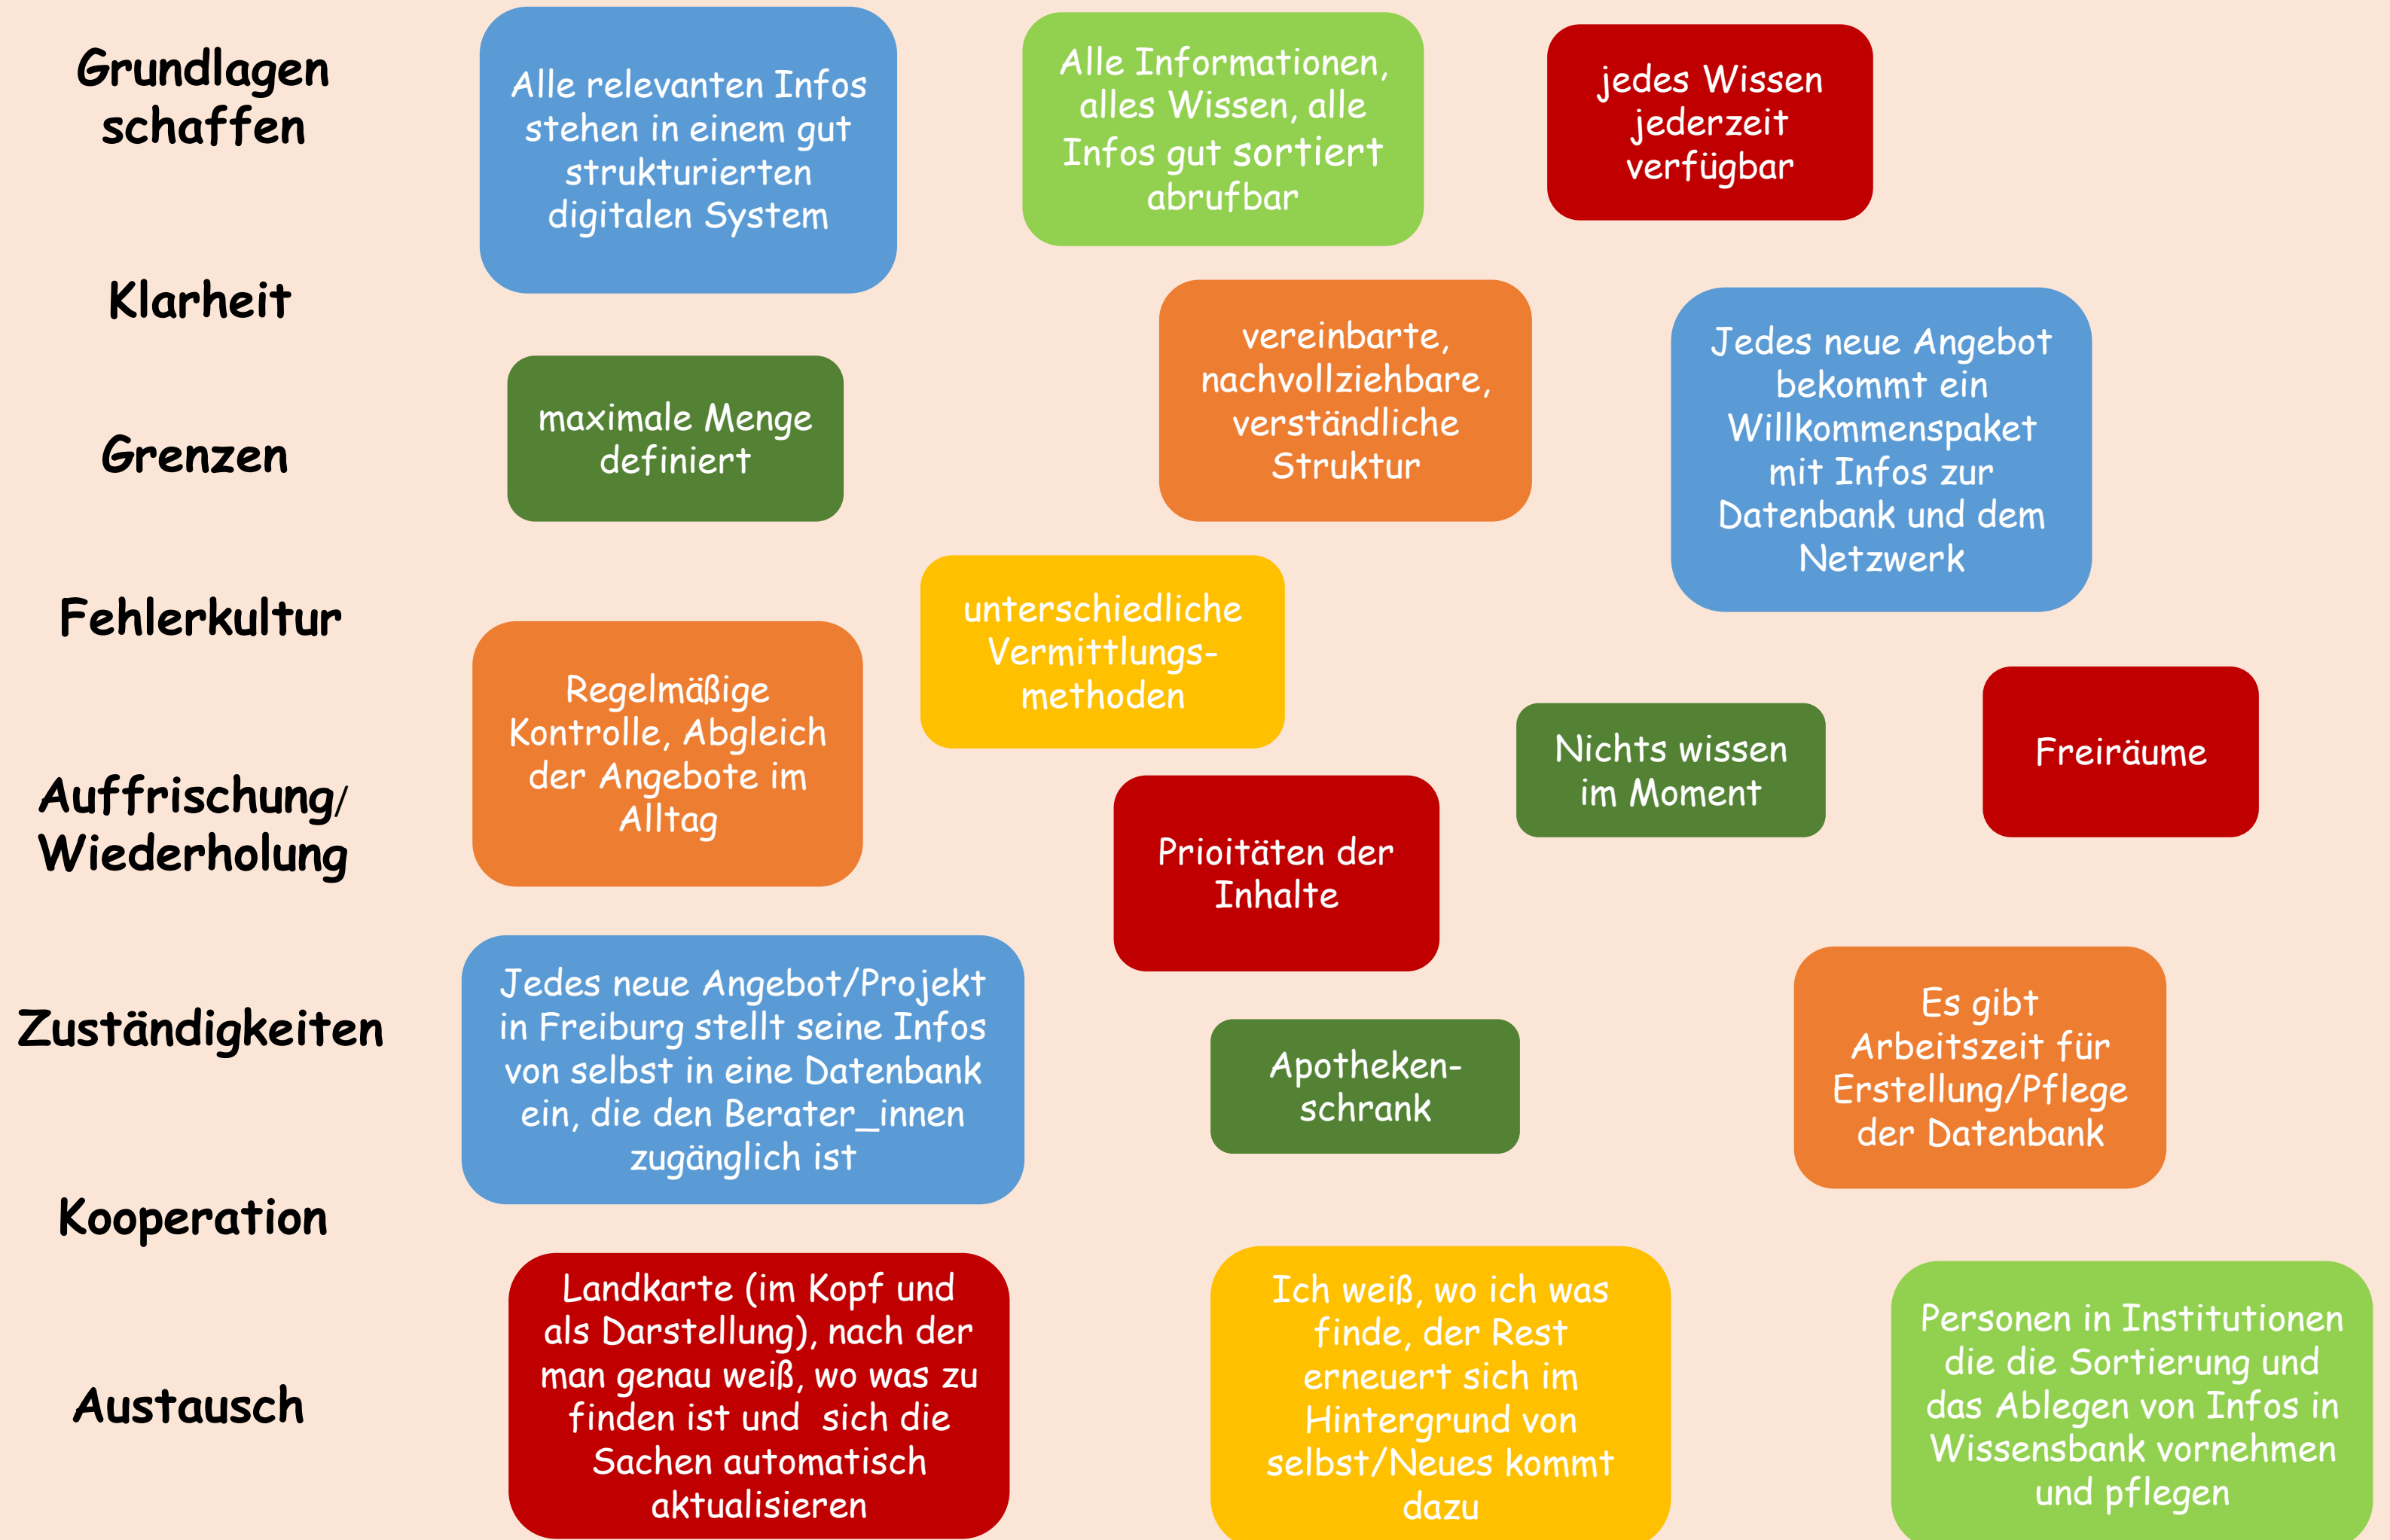 Grundlagen
schaffen
Klarheit
Grenzen
Fehlerkultur
Auffrischung/
Wiederholung
Zuständigkeiten
Kooperation
Austausch
Alle relevanten Infos
stehen in einem gut
strukturierten
digitalen System
Alle Informationen,
alles Wissen, alle
Infos gut sortiert
abrufbar
jedes Wissen
jederzeit
verfügbar
maximale Menge
definiert
vereinbarte,
nachvollziehbare,
verständliche
Struktur
Jedes neue Angebot
bekommt ein
Willkommenspaket
mit Infos zur
Datenbank und dem
Netzwerk
Regelmäßige
Kontrolle, Abgleich
der Angebote im
Alltag
unterschiedliche
Vermittlungs-
methoden
Prioitäten der
Inhalte
Nichts wissen
im Moment
Freiräume
Jedes neue Angebot/Projekt
in Freiburg stellt seine Infos
von selbst in eine Datenbank
ein, die den Berater_innen
zugänglich ist
Apotheken-
schrank
Es gibt
Arbeitszeit für
Erstellung/Pflege
der Datenbank
Landkarte (im Kopf und
als Darstellung), nach der
man genau weiß, wo was zu
finden ist und  sich die
Sachen automatisch
aktualisieren
Ich weiß, wo ich was
finde, der Rest
erneuert sich im
Hintergrund von
selbst/Neues kommt
dazu
Personen in Institutionen
die die Sortierung und
das Ablegen von Infos in
Wissensbank vornehmen
und pflegen